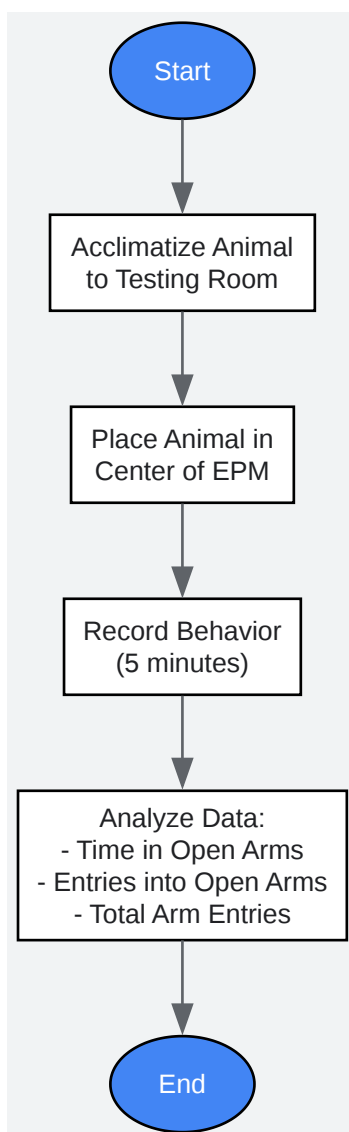 Start
Acclimatize Animal
to Testing Room
Place Animal in
Center of EPM
Record Behavior
(5 minutes)
Analyze Data:
- Time in Open Arms
- Entries into Open Arms
- Total Arm Entries
End